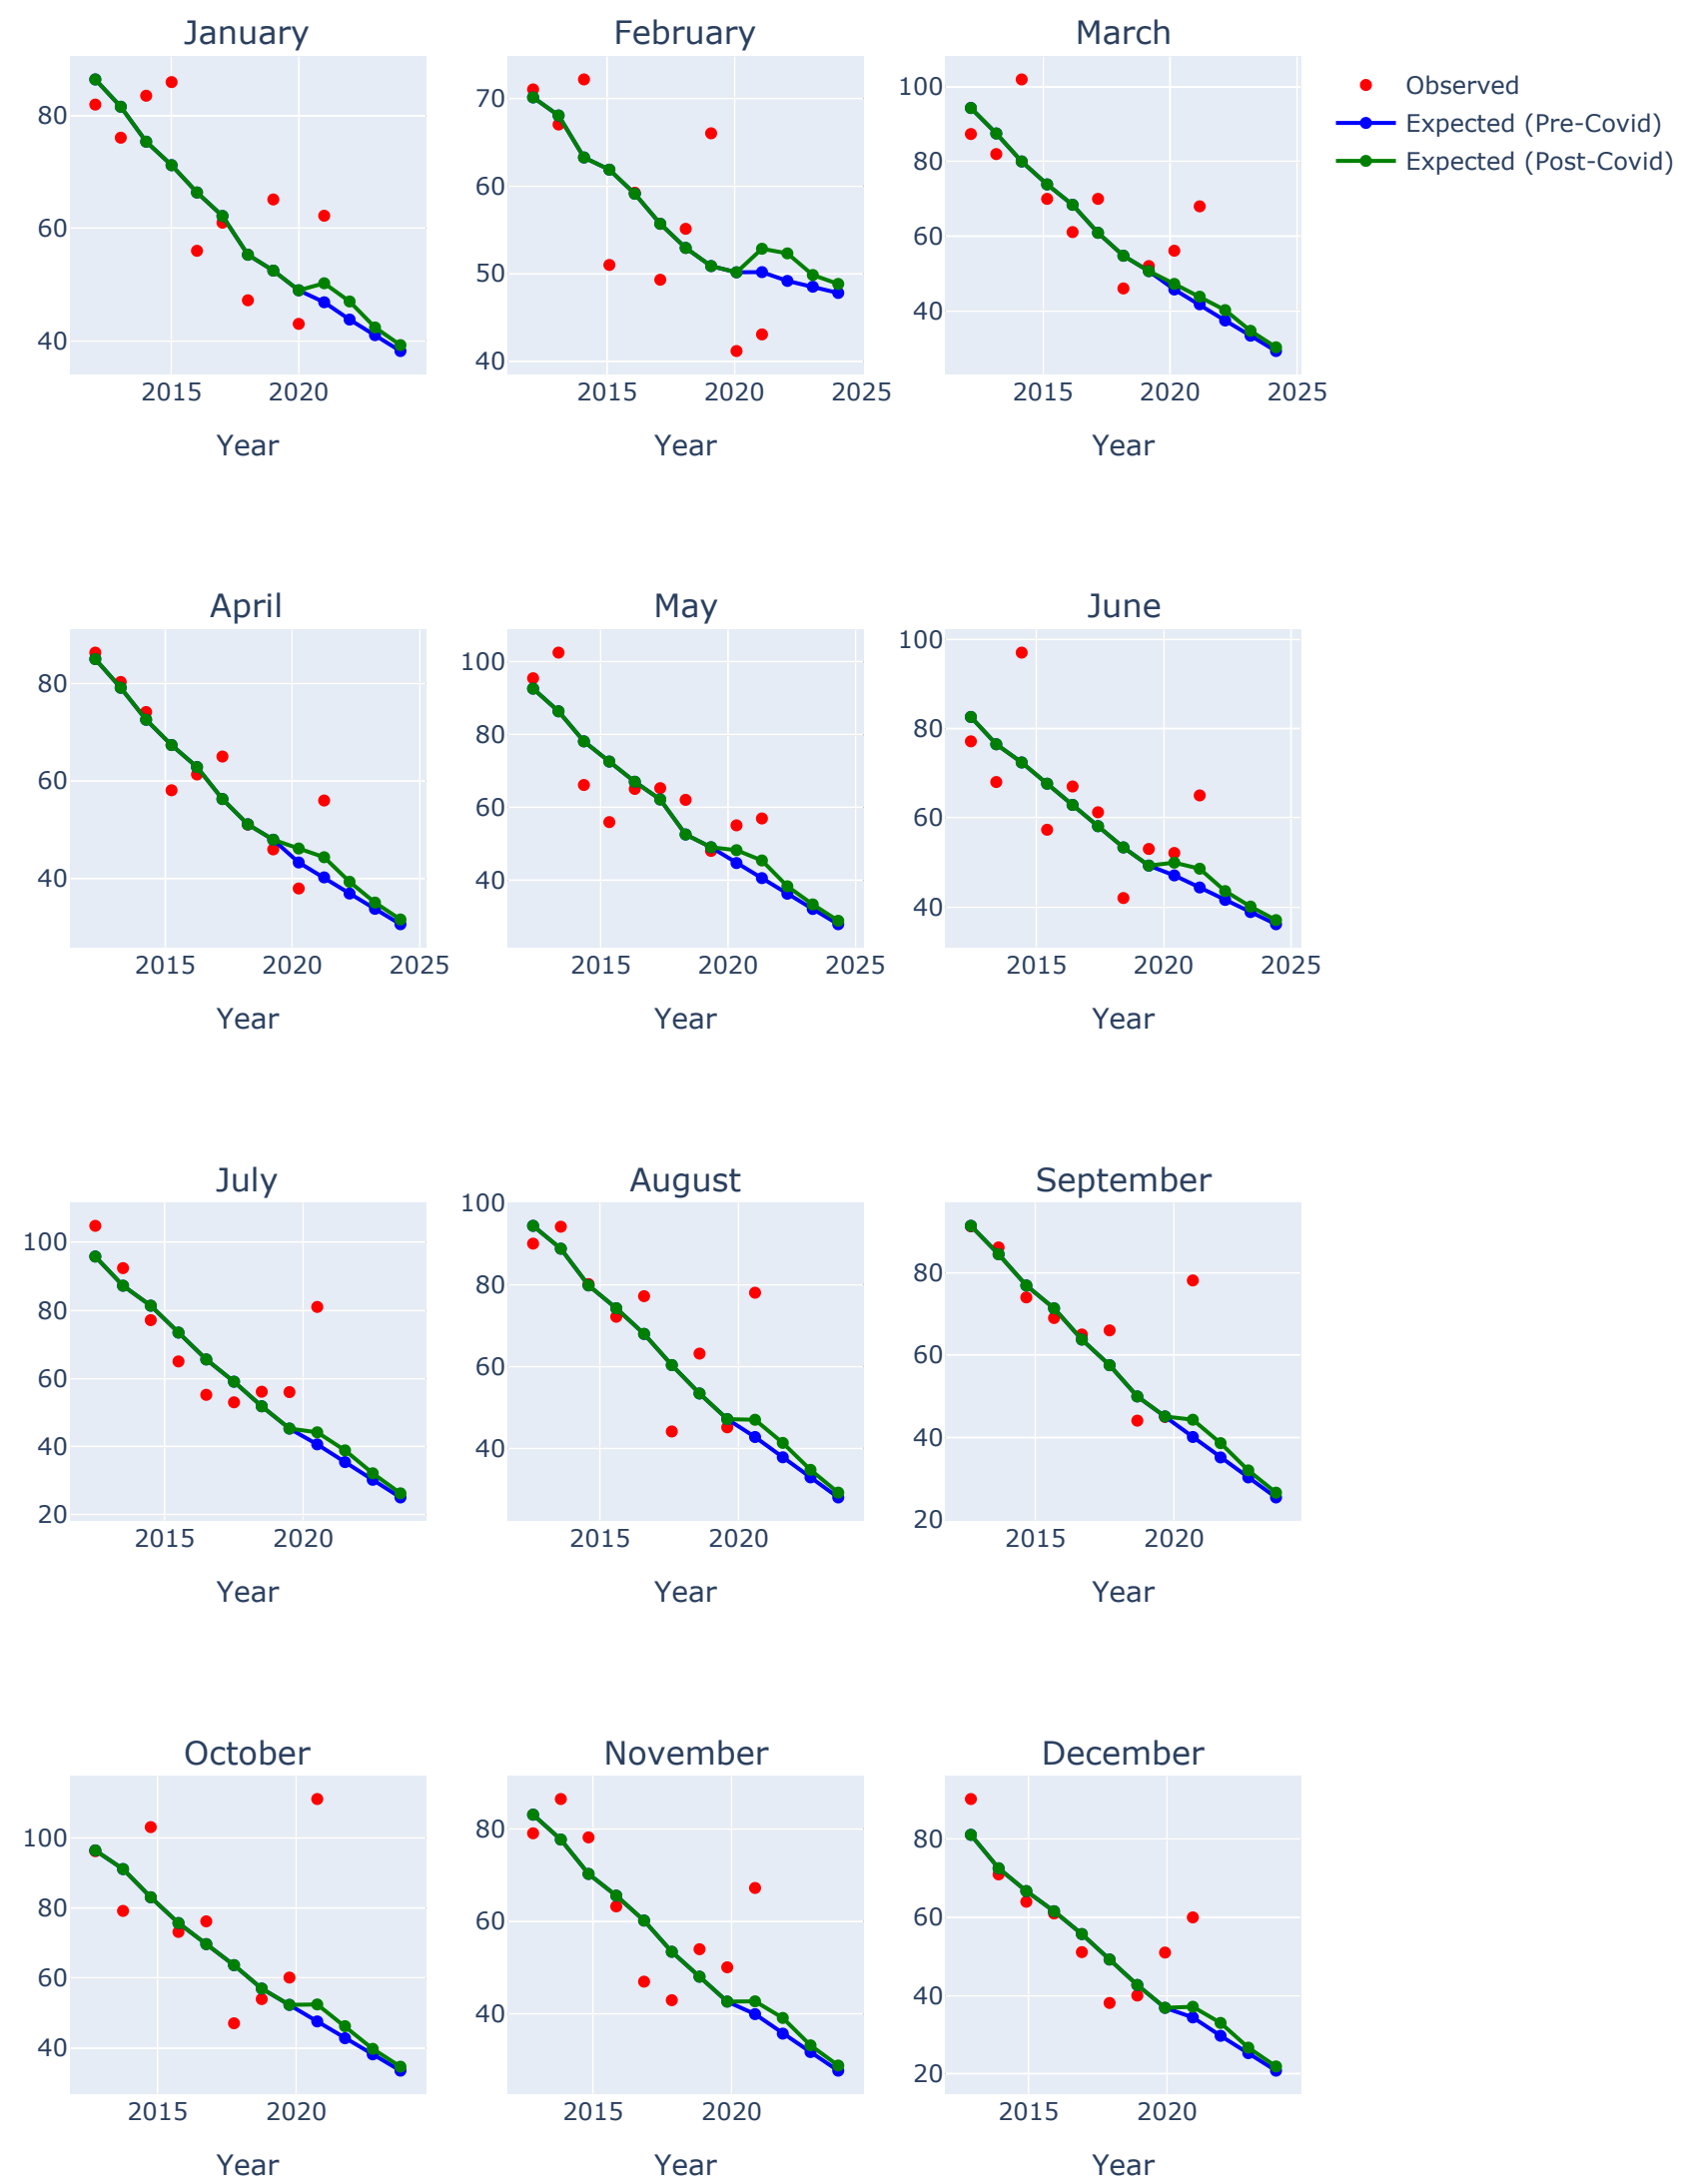 January
February
March
Observed
Expected (Pre-Covid)
Expected (Post-Covid)
80
60
40
2015
2020
Year
70
60
50
40
2015
2020
2025
Year
100
80
60
40
2015
2020
2025
Year
April
May
June
80
60
40
2015
2020
2025
Year
100
80
60
40
2015
2020
2025
Year
100
80
60
40
2015
2020
2025
Year
July
August
September
100
80
60
40
20
2015
2020
Year
100
80
60
40
2015
2020
Year
80
60
40
20
2015
2020
Year
October
November
December
100
80
60
40
2015
2020
Year
80
60
40
2015
2020
Year
80
60
40
20
2015
2020
Year